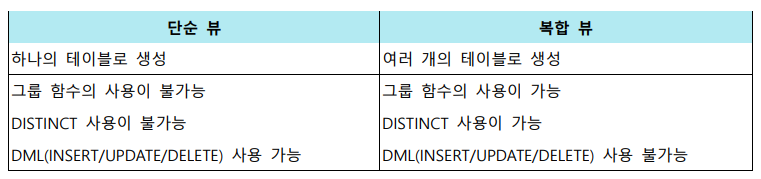 단순 뷰 복합 뷰
하나의 테이블로 생성 여러 개의 테이블로 생성
그룹 함수의 사용이 불가능 그룹 함수의 사용이 가능
DISTINCT 사용이 불가능 DISTINCT 사용이 가능
DML(INSERT/UPDATE/DELETE) 사용 가능 DML(INSERT/UPDATE/DELETE) 사용 불가능